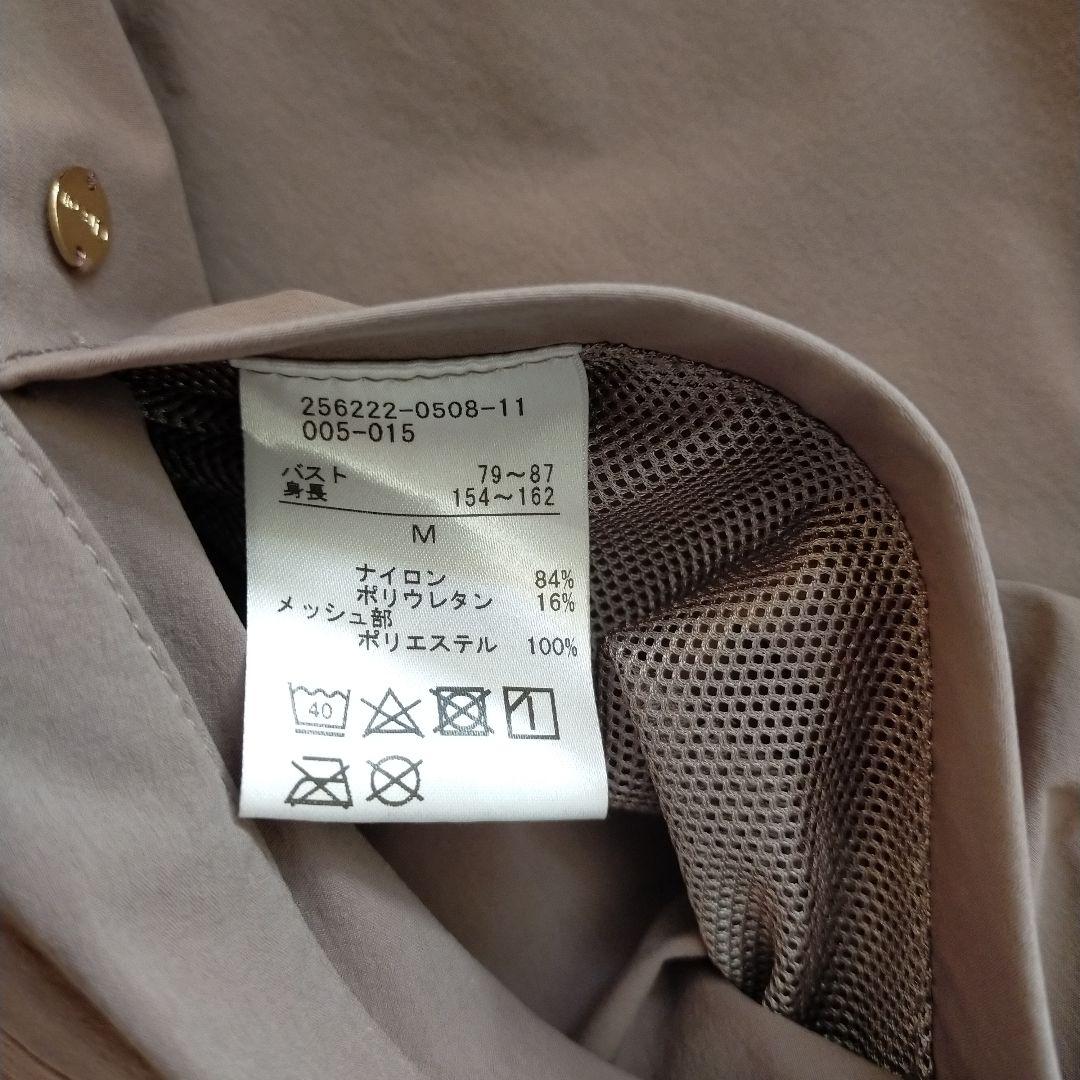 256222-0508-11
005-015
バスト 79～87
身長 154～162
M
ナイロン 84%
ポリウレタン 16%
メッシュ部
ポリエステル 100%
40